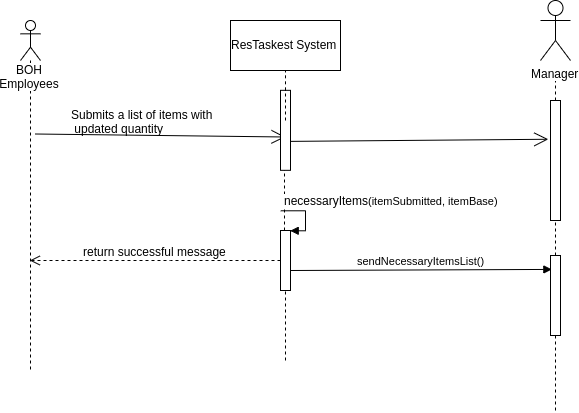 ResTaskest System
BOH
Employees
Manager
Submits a list of items with
updated quantity
necessaryItems(itemSubmitted, itemBase)
return successful message
sendNecessaryItemsList()